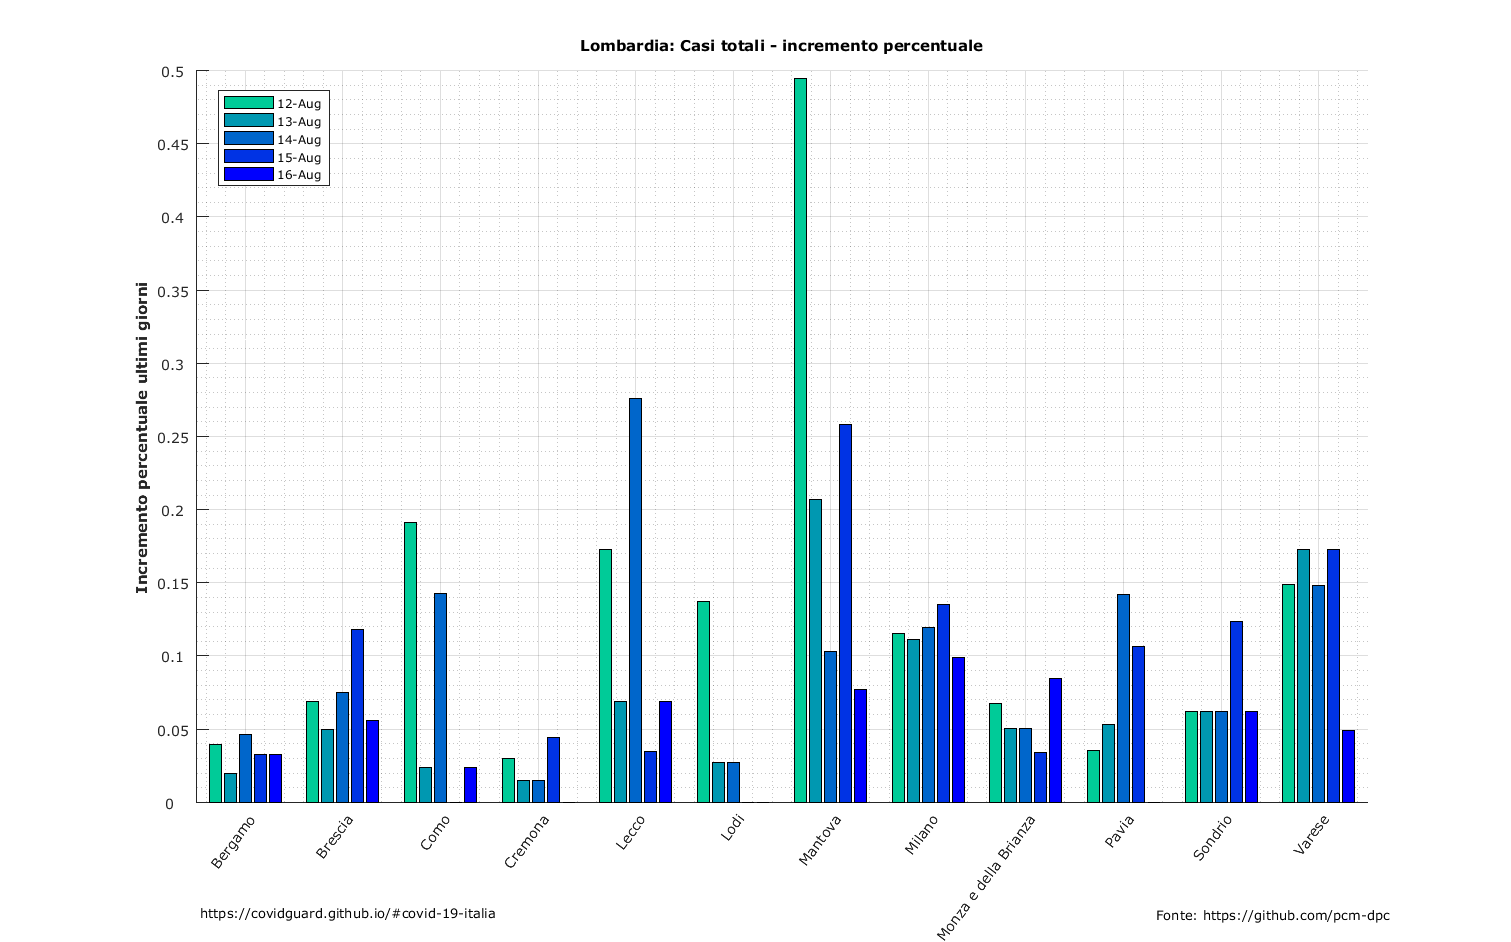 Lombardia: Casi totali - incremento percentuale
Incremento percentuale ultimi giorni
0.5
0.45
0.4
0.35
0.3
0.25
0.2
0.15
0.1
0.05
0
12-Aug
13-Aug
14-Aug
15-Aug
16-Aug
Bergamo
Brescia
Como
Cremona
Lecco
Lodi
Mantova
Milano
Monza e della Brianza
Pavia
Sondrio
Varese
https://covidguard.github.io/#covid-19-italia
Fonte: https://github.com/pcm-dpc